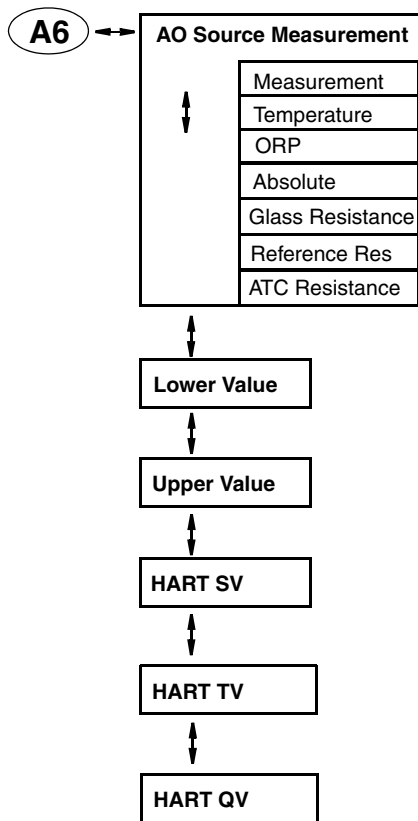 A6
AO Source Measurement
Measurement
Temperature
ORP
Absolute
Glass Resistance
Reference Res
ATC Resistance
Lower Value
Upper Value
HART SV
HART TV
HART QV